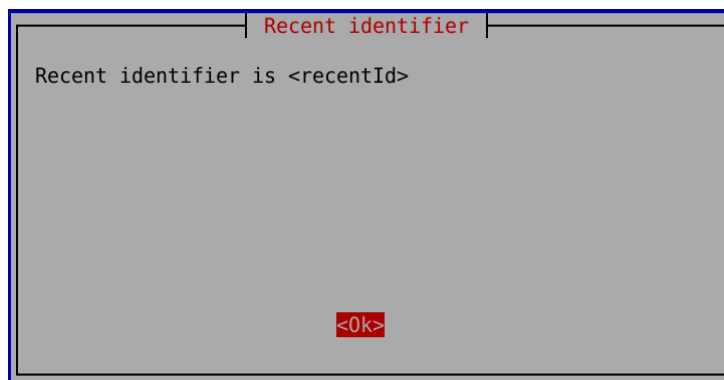 Recent identifier
Recent identifier is <recentId>
<Ok>